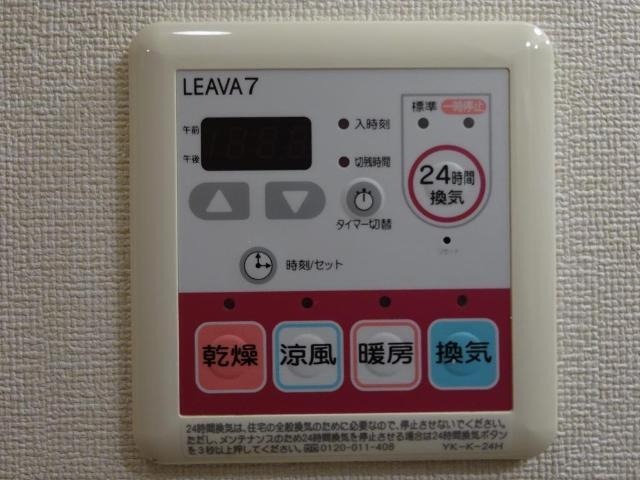 LEAVA 7
標準 一時停止
午前
午後
入時刻
切残時間
24時間
換気
タイマー切替
リセット
時刻/セット
乾燥 涼風 暖房 換気
24時間換気は、住宅の全般換気のために必要なので、停止させないでください。
ただし、メンテナンスのため24時間換気を停止させる場合は24時間換気ボタン
を3秒以上押してください。 0120-011-408 YK-K-24H